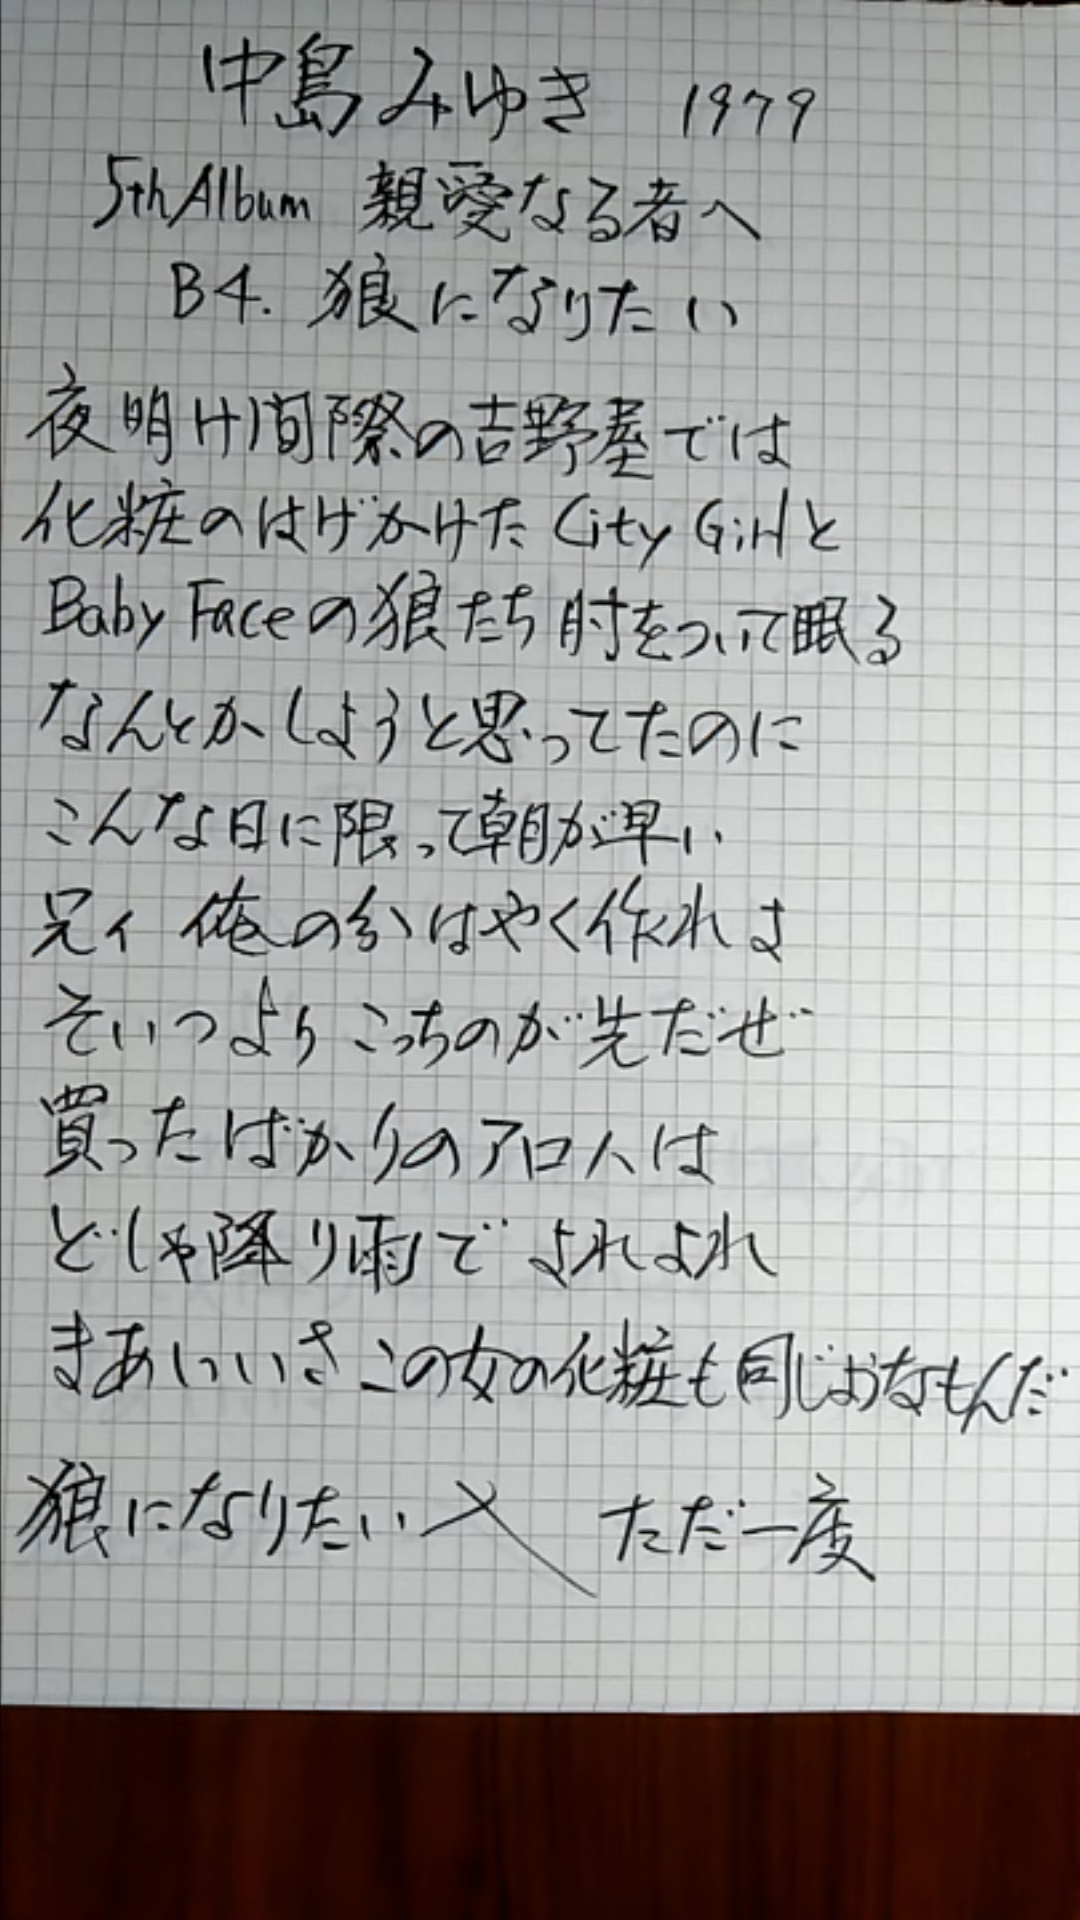 中島みゆき 1979
5th Album 親愛なる者へ
B4. 狼になりたい
夜明け間際の吉野屋では
化粧のはげかけた City Girlと
Baby Faceの狼たち 肘をついて眠る
なんとかしようと思ってたのに
こんな日に限って朝が早い
兄ィ 俺の分はやく作れよ
そいつより こっちのが先だぜ
買ったばかりのアロハは
どしゃ降り雨で よれよれ
まあいいさ この女の化粧も同じようなもんだ
狼になりたい〆 ただ一度